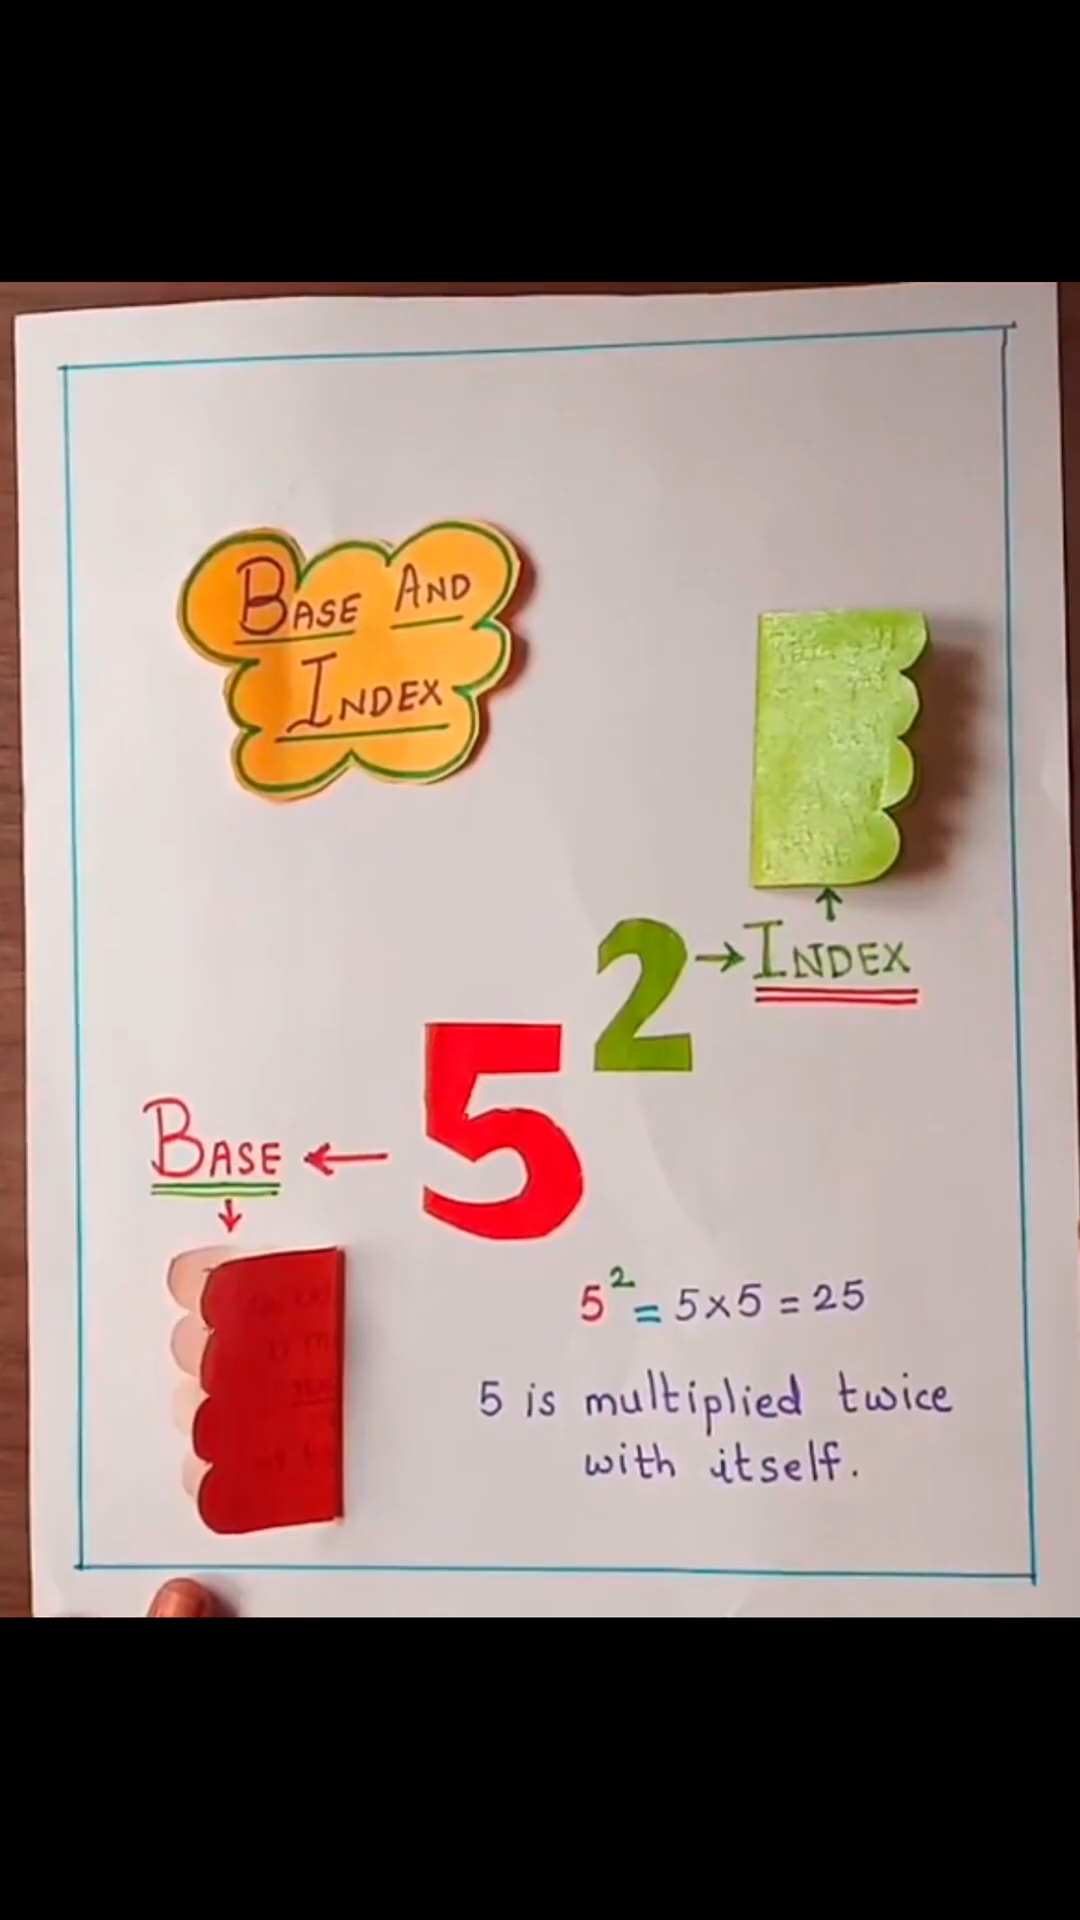 BASE AND
INDEX
2 → INDEX
5
BASE ←
5² = 5×5 = 25
5 is multiplied twice
with itself.